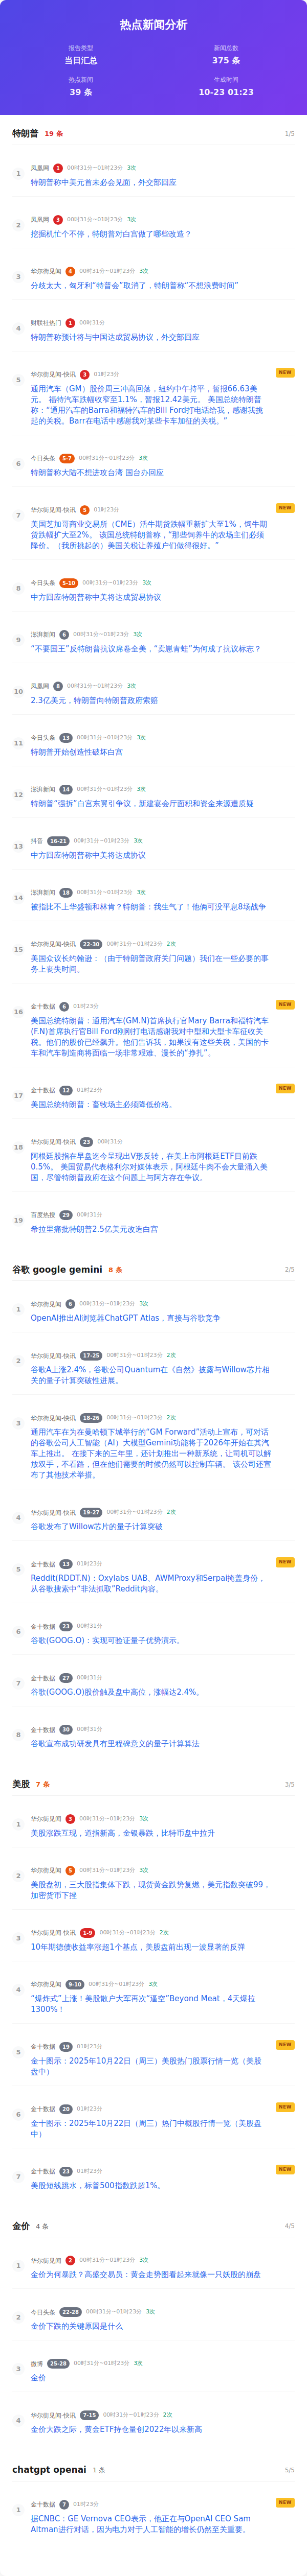 热点新闻分析
报告类型
当日汇总
新闻总数
375 条
热点新闻
39 条
生成时间
10-23 01:23
特朗普 19 条 1/5
1
凤凰网 1 00时31分~01时23分 3次
特朗普称中美元首未必会见面，外交部回应
2
凤凰网 3 00时31分~01时23分 3次
挖掘机忙个不停，特朗普对白宫做了哪些改造？
3
华尔街见闻 4 00时31分~01时23分 3次
分歧太大，匈牙利“特普会”取消了，特朗普称“不想浪费时间”
4
财联社热门 1 00时31分
特朗普称预计将与中国达成贸易协议，外交部回应
5
华尔街见闻-快讯 3 01时23分 NEW
通用汽车（GM）股价周三冲高回落，纽约中午转平，暂报66.63美
元。 福特汽车跌幅收窄至1.1%，暂报12.42美元。 美国总统特朗普
称：“通用汽车的Barra和福特汽车的Bill Ford打电话给我，感谢我挑
起的关税。Barr在电话中感谢我对某些卡车加征的关税。”
6
今日头条 5-7 00时31分~01时23分 3次
特朗普称大陆不想进攻台湾 国台办回应
7
华尔街见闻-快讯 5 01时23分 NEW
美国芝加哥商业交易所（CME）活牛期货跌幅重新扩大至1%，饲牛期
货跌幅扩大至2%。 该国总统特朗普称，“那些饲养牛的农场主们必须
降价。（我所挑起的）美国关税让养殖户们做得很好。”
8
今日头条 5-10 00时31分~01时23分 3次
中方回应特朗普称中美将达成贸易协议
9
澎湃新闻 6 00时31分~01时23分 3次
“不要国王”反特朗普抗议席卷全美，“卖崽青蛙”为何成了抗议标志？
10
凤凰网 8 00时31分~01时23分 3次
2.3亿美元，特朗普向特朗普政府索赔
11
今日头条 13 00时31分~01时23分 3次
特朗普开始创造性破坏白宫
12
澎湃新闻 14 00时31分~01时23分 3次
特朗普“强拆”白宫东翼引争议，新建宴会厅面积和资金来源遭质疑
13
抖音 16-21 00时31分~01时23分 3次
中方回应特朗普称中美将达成协议
14
澎湃新闻 18 00时31分~01时23分 3次
被指比不上华盛顿和林肯？特朗普：我生气了！他俩可没平息8场战争
15
华尔街见闻-快讯 22-30 00时31分~01时23分 2次
美国众议长约翰逊：（由于特朗普政府关门问题）我们在一些必要的事
务上丧失时间。
16
金十数据 6 01时23分 NEW
美国总统特朗普：通用汽车(GM.N)首席执行官Mary Barra和福特汽车
(F.N)首席执行官Bill Ford刚刚打电话感谢我对中型和大型卡车征收关
税。他们的股价已经飙升。他们告诉我，如果没有这些关税，美国的卡
车和汽车制造商将面临一场非常艰难、漫长的“挣扎”。
17
金十数据 12 01时23分 NEW
美国总统特朗普：畜牧场主必须降低价格。
18
华尔街见闻-快讯 23 00时31分
阿根廷股指在早盘迄今呈现出V形反转，在美上市阿根廷ETF目前跌
0.5%。 美国贸易代表格利尔对媒体表示，阿根廷牛肉不会大量涌入美
国，尽管特朗普政府在这个问题上与阿方存在争议。
19
百度热搜 29 00时31分
希拉里痛批特朗普2.5亿美元改造白宫
谷歌 google gemini 8 条 2/5
1
华尔街见闻 6 00时31分~01时23分 3次
OpenAI推出AI浏览器ChatGPT Atlas，直接与谷歌竞争
2
华尔街见闻-快讯 17-25 00时31分~01时23分 2次
谷歌A上涨2.4%，谷歌公司Quantum在《自然》披露与Willow芯片相
关的量子计算突破性进展。
3
华尔街见闻-快讯 18-26 00时31分~01时23分 2次
通用汽车在为在曼哈顿下城举行的“GM Forward”活动上宣布，可对话
的谷歌公司人工智能（AI）大模型Gemini功能将于2026年开始在其汽
车上推出。 在接下来的三年里，还计划推出一种新系统，让司机可以解
放双手，不看路，但在他们需要的时候仍然可以控制车辆。 该公司还宣
布了其他技术举措。
4
华尔街见闻-快讯 19-27 00时31分~01时23分 2次
谷歌发布了Willow芯片的量子计算突破
5
金十数据 13 01时23分 NEW
Reddit(RDDT.N)：Oxylabs UAB、AWMProxy和Serpal掩盖身份，
从谷歌搜索中“非法抓取”Reddit内容。
6
金十数据 23 00时31分
谷歌(GOOG.O)：实现可验证量子优势演示。
7
金十数据 27 00时31分
谷歌(GOOG.O)股价触及盘中高位，涨幅达2.4%。
8
金十数据 30 00时31分
谷歌宣布成功研发具有里程碑意义的量子计算算法
美股 7 条 3/5
1
华尔街见闻 3 00时31分~01时23分 3次
美股涨跌互现，道指新高，金银暴跌，比特币盘中拉升
2
华尔街见闻 5 00时31分~01时23分 3次
美股盘初，三大股指集体下跌，现货黄金跌势复燃，美元指数突破99，
加密货币下挫
3
华尔街见闻-快讯 1-9 00时31分~01时23分 2次
10年期德债收益率涨超1个基点，美股盘前出现一波显著的反弹
4
华尔街见闻 9-10 00时31分~01时23分 3次
“爆炸式”上涨！美股散户大军再次“逼空”Beyond Meat，4天爆拉
1300%！
5
金十数据 19 01时23分 NEW
金十图示：2025年10月22日（周三）美股热门股票行情一览（美股
盘中）
6
金十数据 20 01时23分 NEW
金十图示：2025年10月22日（周三）热门中概股行情一览（美股盘
中）
7
金十数据 23 01时23分 NEW
美股短线跳水，标普500指数跌超1%。
金价 4 条 4/5
1
华尔街见闻 2 00时31分~01时23分 3次
金价为何暴跌？高盛交易员：黄金走势图看起来就像一只妖股的崩盘
2
今日头条 22-28 00时31分~01时23分 3次
金价下跌的关键原因是什么
3
微博 25-28 00时31分~01时23分 3次
金价
4
华尔街见闻-快讯 7-15 00时31分~01时23分 2次
金价大跌之际，黄金ETF持仓量创2022年以来新高
chatgpt openai 1 条 5/5
1
金十数据 7 01时23分 NEW
据CNBC：GE Vernova CEO表示，他正在与OpenAI CEO Sam
Altman进行对话，因为电力对于人工智能的增长仍然至关重要。